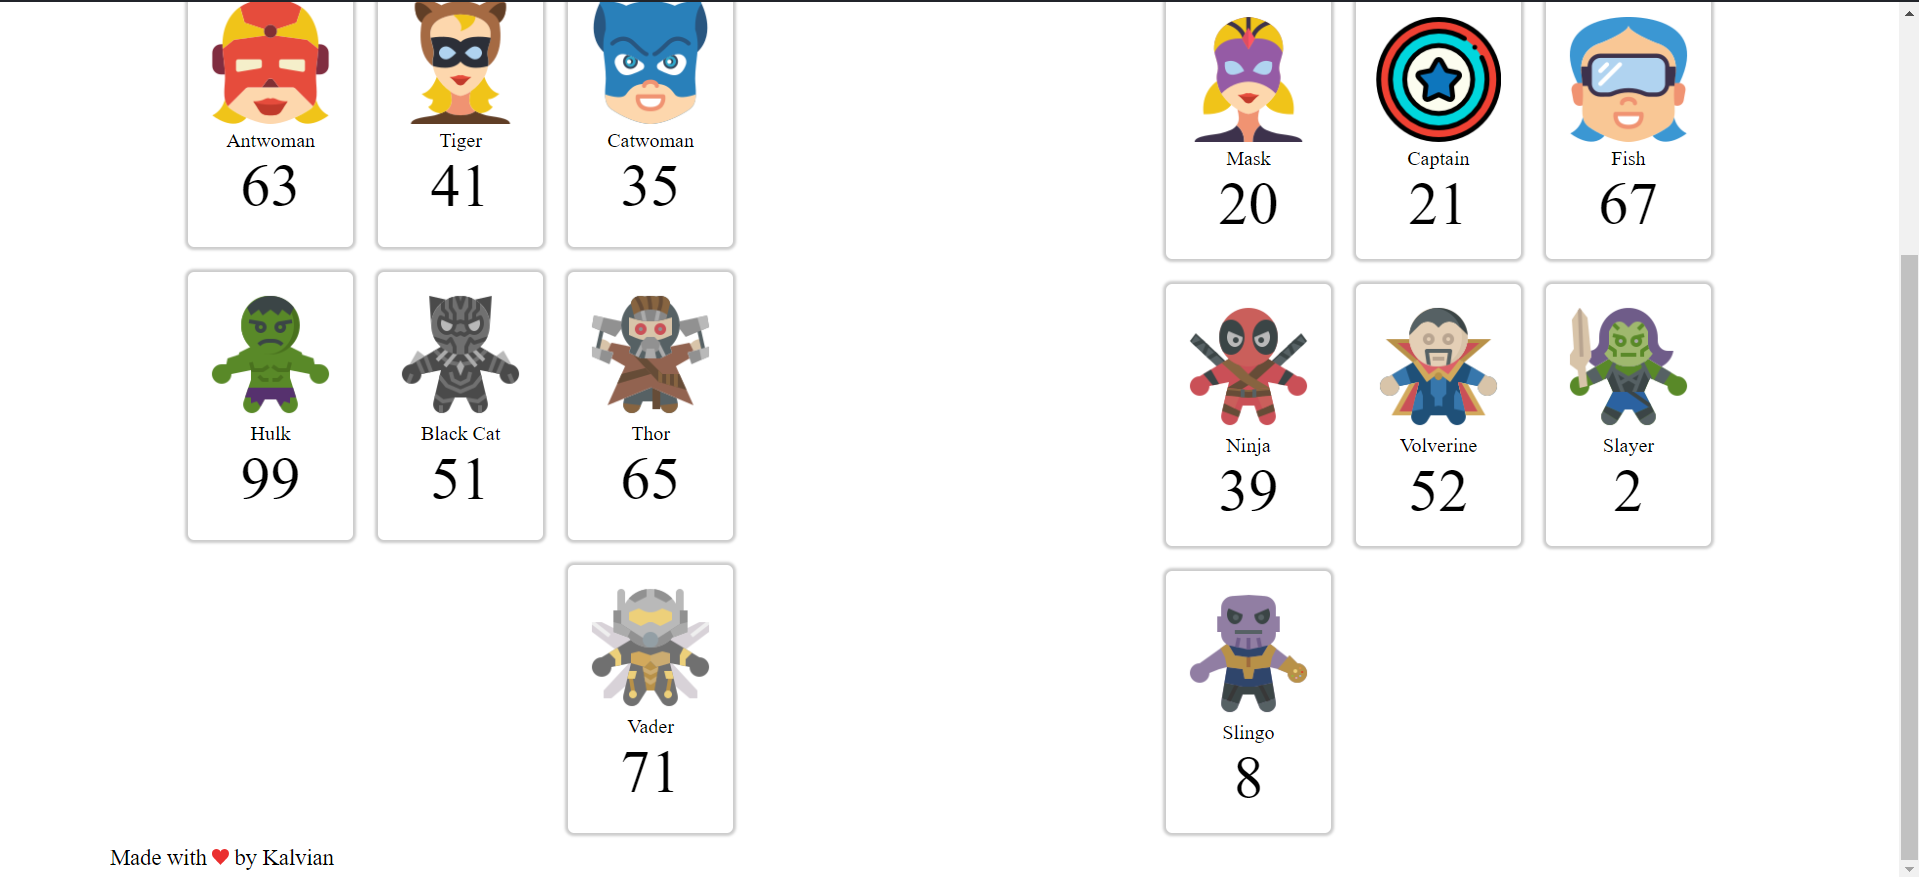 Antwoman
63
Tiger
41
Catwoman
35
Mask
20
Captain
21
Fish
67
Hulk
99
Black Cat
51
Thor
65
Ninja
39
Volverine
52
Slayer
2
Vader
71
Slingo
8
Made with ❤ by Kalvian